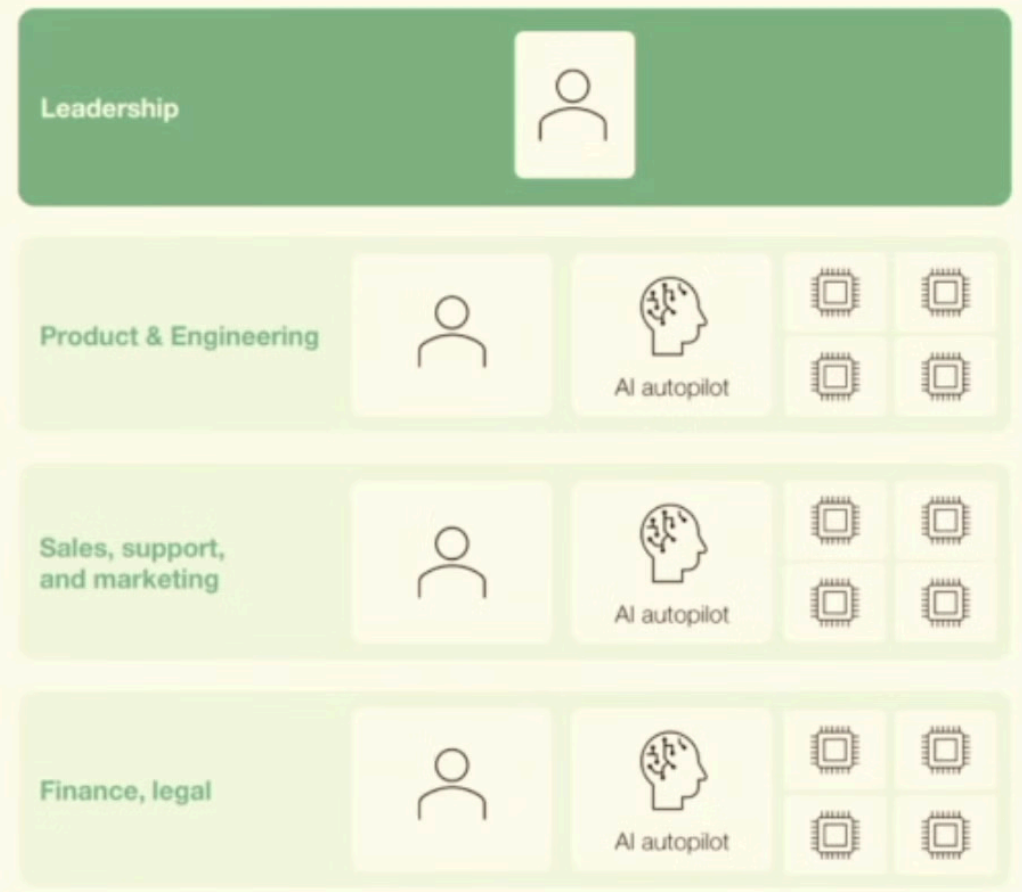 Leadership
Product & Engineering
AI autopilot
Sales, support,
and marketing
AI autopilot
Finance, legal
AI autopilot